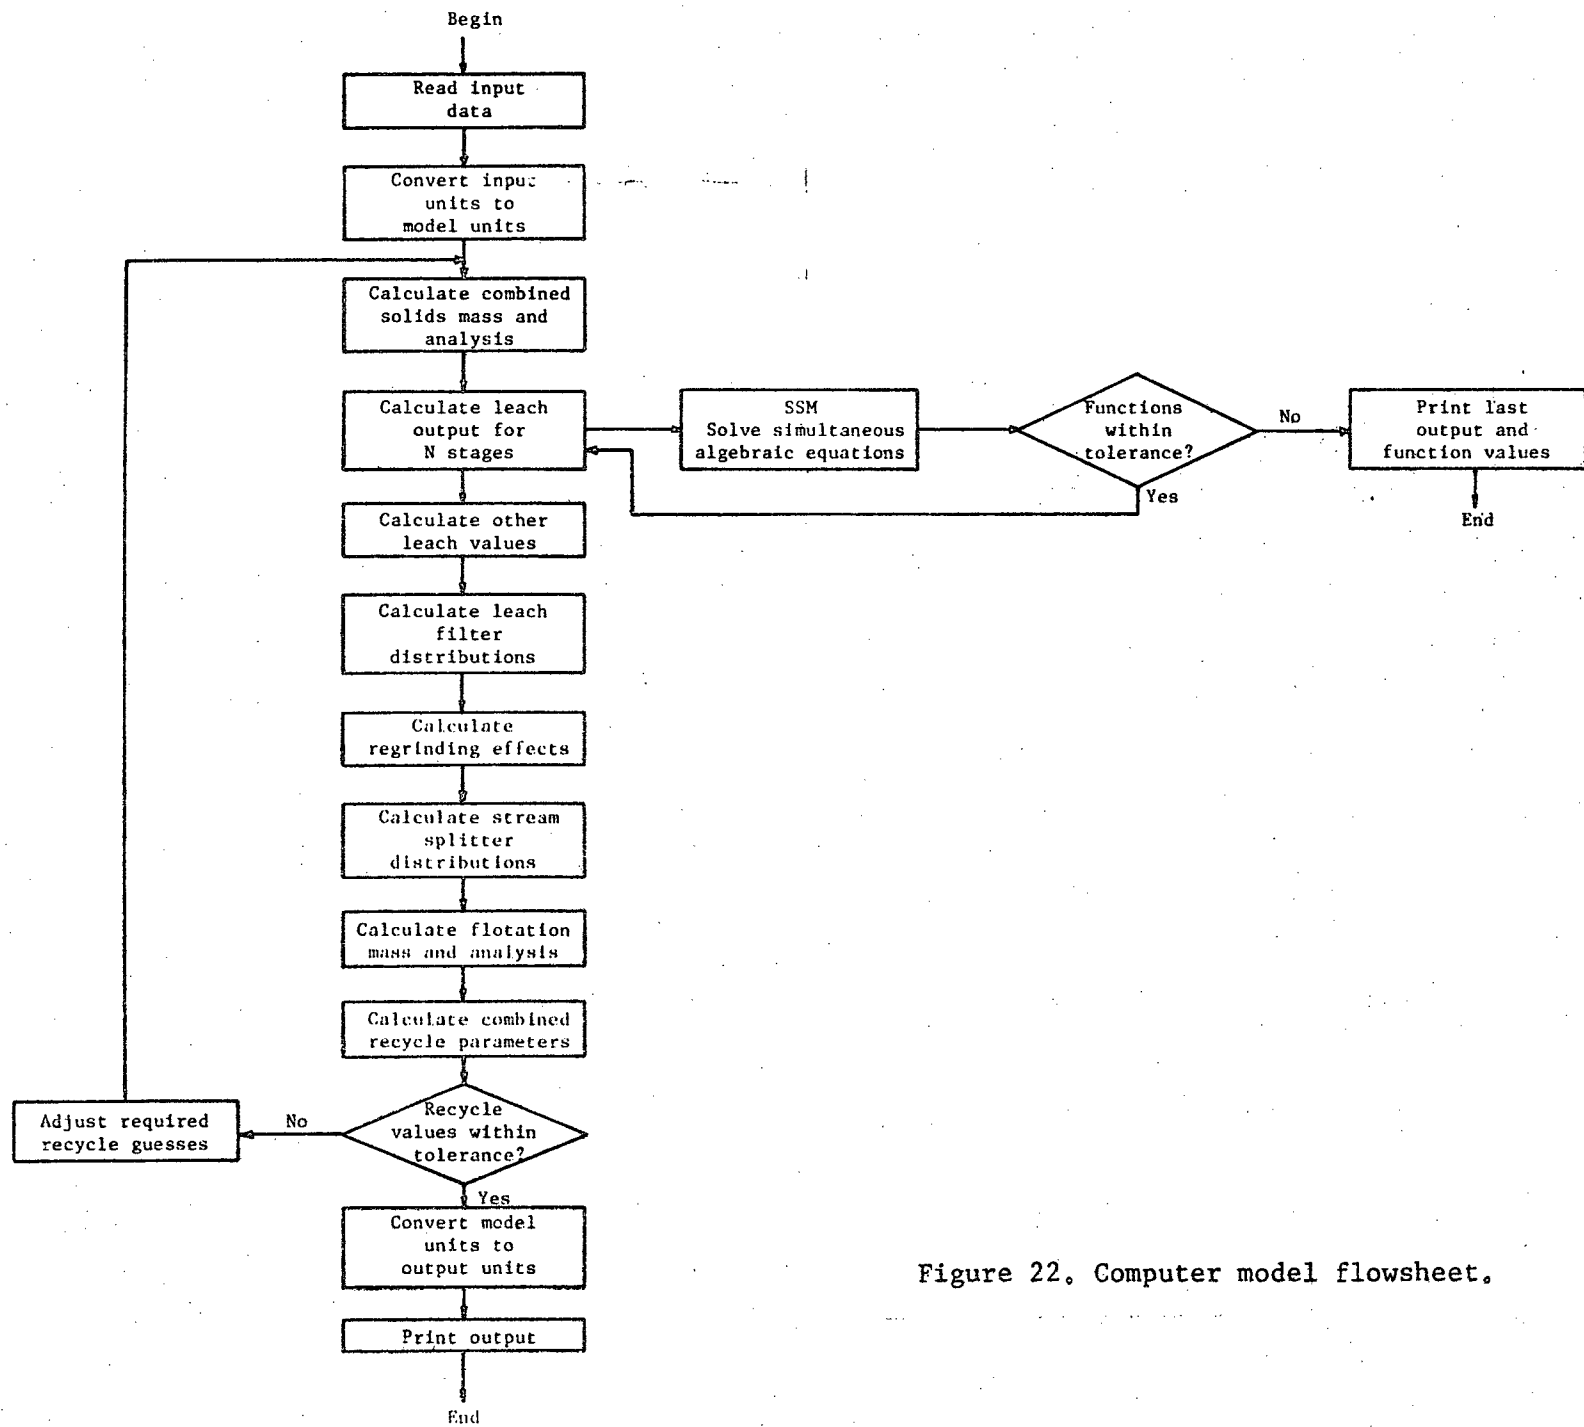 Begin
Read input
data
Convert input
units to
model units
Calculate combined
solids mass and
analysis
Calculate leach
output for
N stages
SSM
Solve simultaneous
algebraic equations
Functions
within
tolerance?
No
Print last
output and
function values
Yes
End
Calculate other
leach values
Calculate leach
filter
distributions
Calculate
regrinding effects
Calculate stream
splitter
distributions
Calculate flotation
mass and analysis
Calculate combined
recycle parameters
Recycle
values within
tolerance?
No
Adjust required
recycle guesses
Yes
Convert model
units to
output units
Print output
End
Figure 22. Computer model flowsheet.